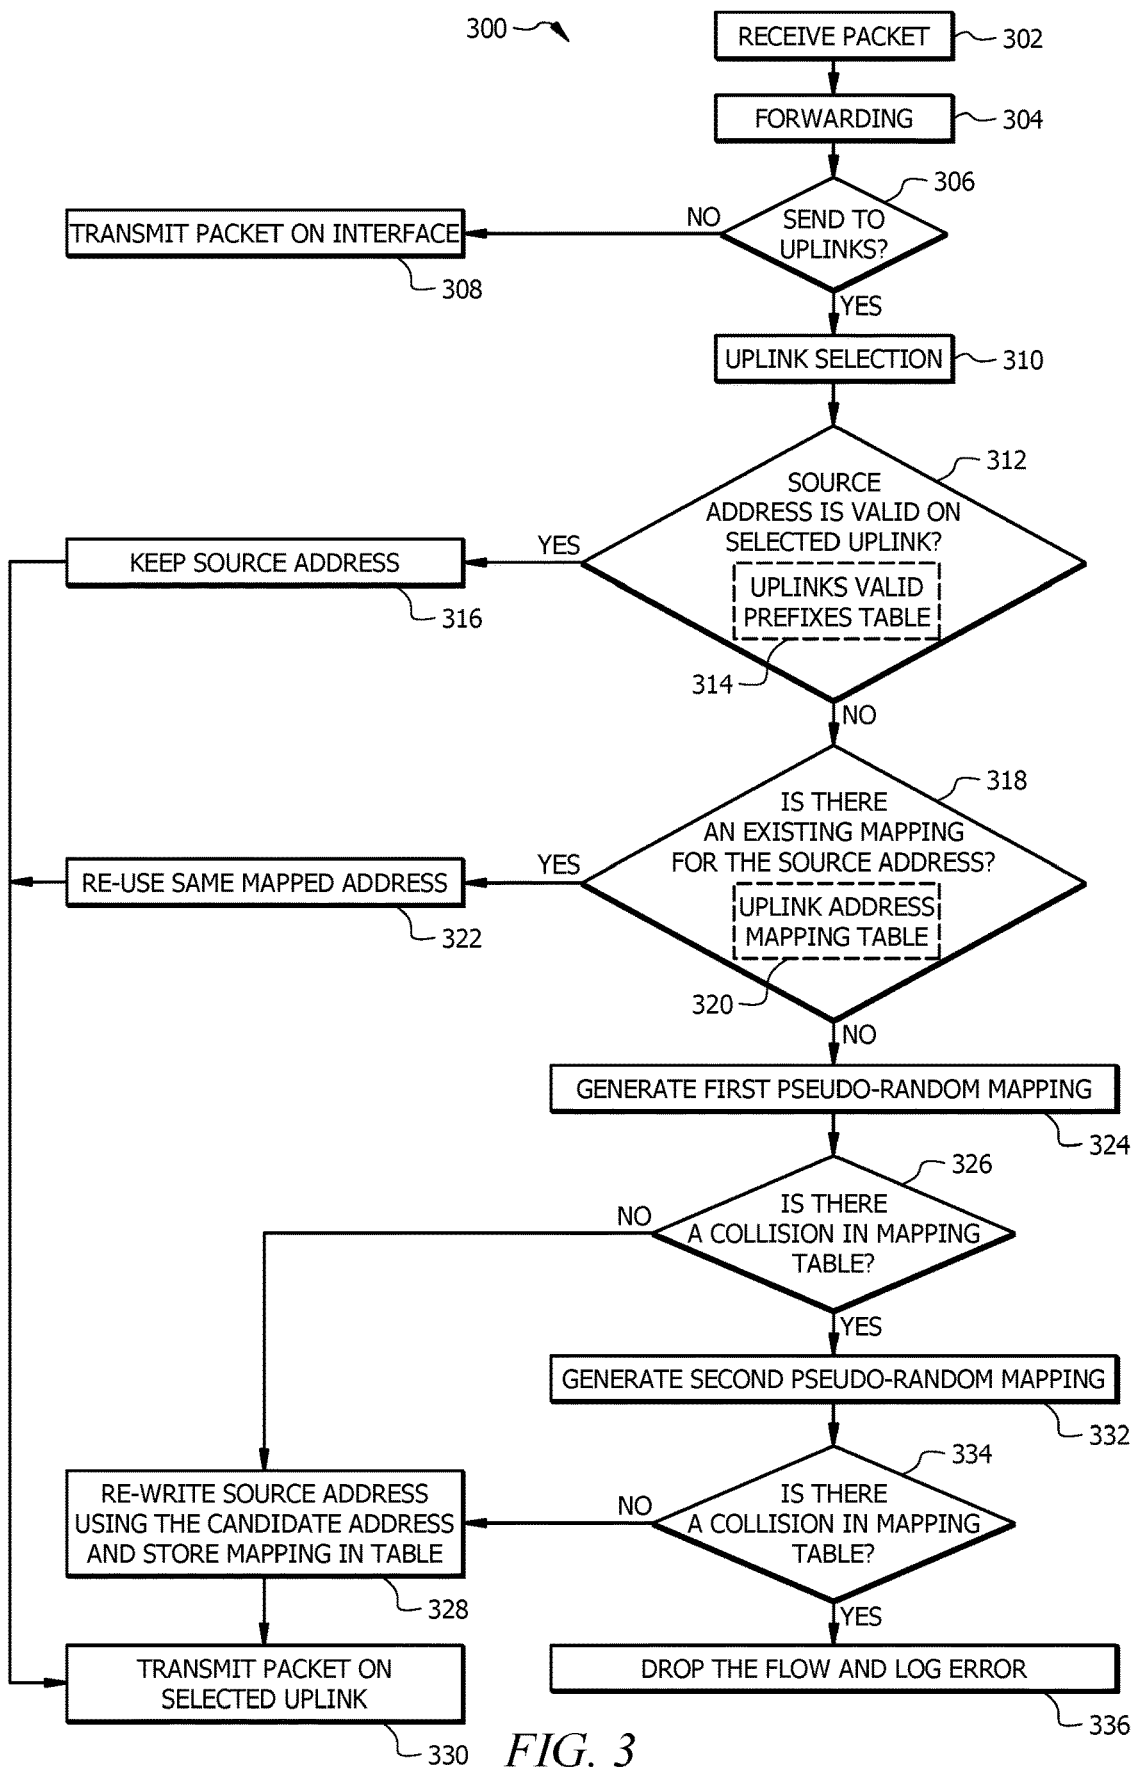 300
RECEIVE PACKET
302
FORWARDING
304
306
SEND TO
UPLINKS?
NO
TRANSMIT PACKET ON INTERFACE
308
YES
UPLINK SELECTION
310
312
SOURCE
ADDRESS IS VALID ON
SELECTED UPLINK?
UPLINKS VALID
PREFIXES TABLE
314
YES
KEEP SOURCE ADDRESS
316
NO
318
IS THERE
AN EXISTING MAPPING
FOR THE SOURCE ADDRESS?
UPLINK ADDRESS
MAPPING TABLE
320
YES
RE-USE SAME MAPPED ADDRESS
322
NO
GENERATE FIRST PSEUDO-RANDOM MAPPING
324
326
IS THERE
A COLLISION IN MAPPING
TABLE?
NO
YES
GENERATE SECOND PSEUDO-RANDOM MAPPING
332
334
IS THERE
A COLLISION IN MAPPING
TABLE?
NO
RE-WRITE SOURCE ADDRESS
USING THE CANDIDATE ADDRESS
AND STORE MAPPING IN TABLE
328
YES
TRANSMIT PACKET ON
SELECTED UPLINK
330
DROP THE FLOW AND LOG ERROR
336
FIG. 3